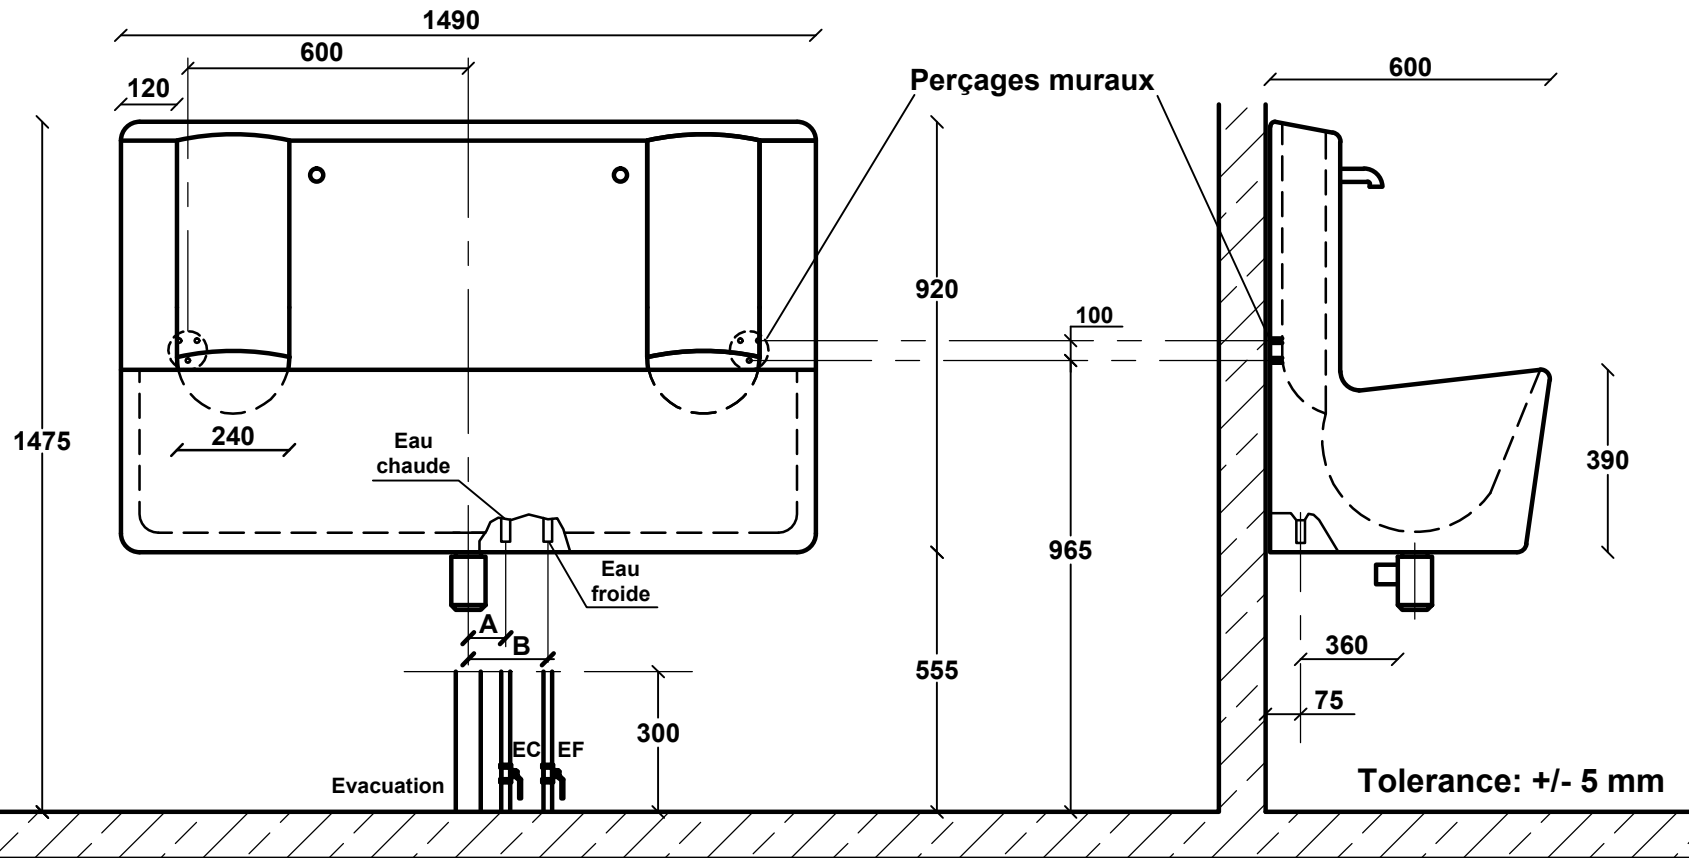 1490
600
600
120
Perçages muraux
920
100
1475
240
Eau
chaude
390
965
Eau
froide
A
B
360
555
75
300
EC
EF
Evacuation
Tolerance: +/- 5 mm